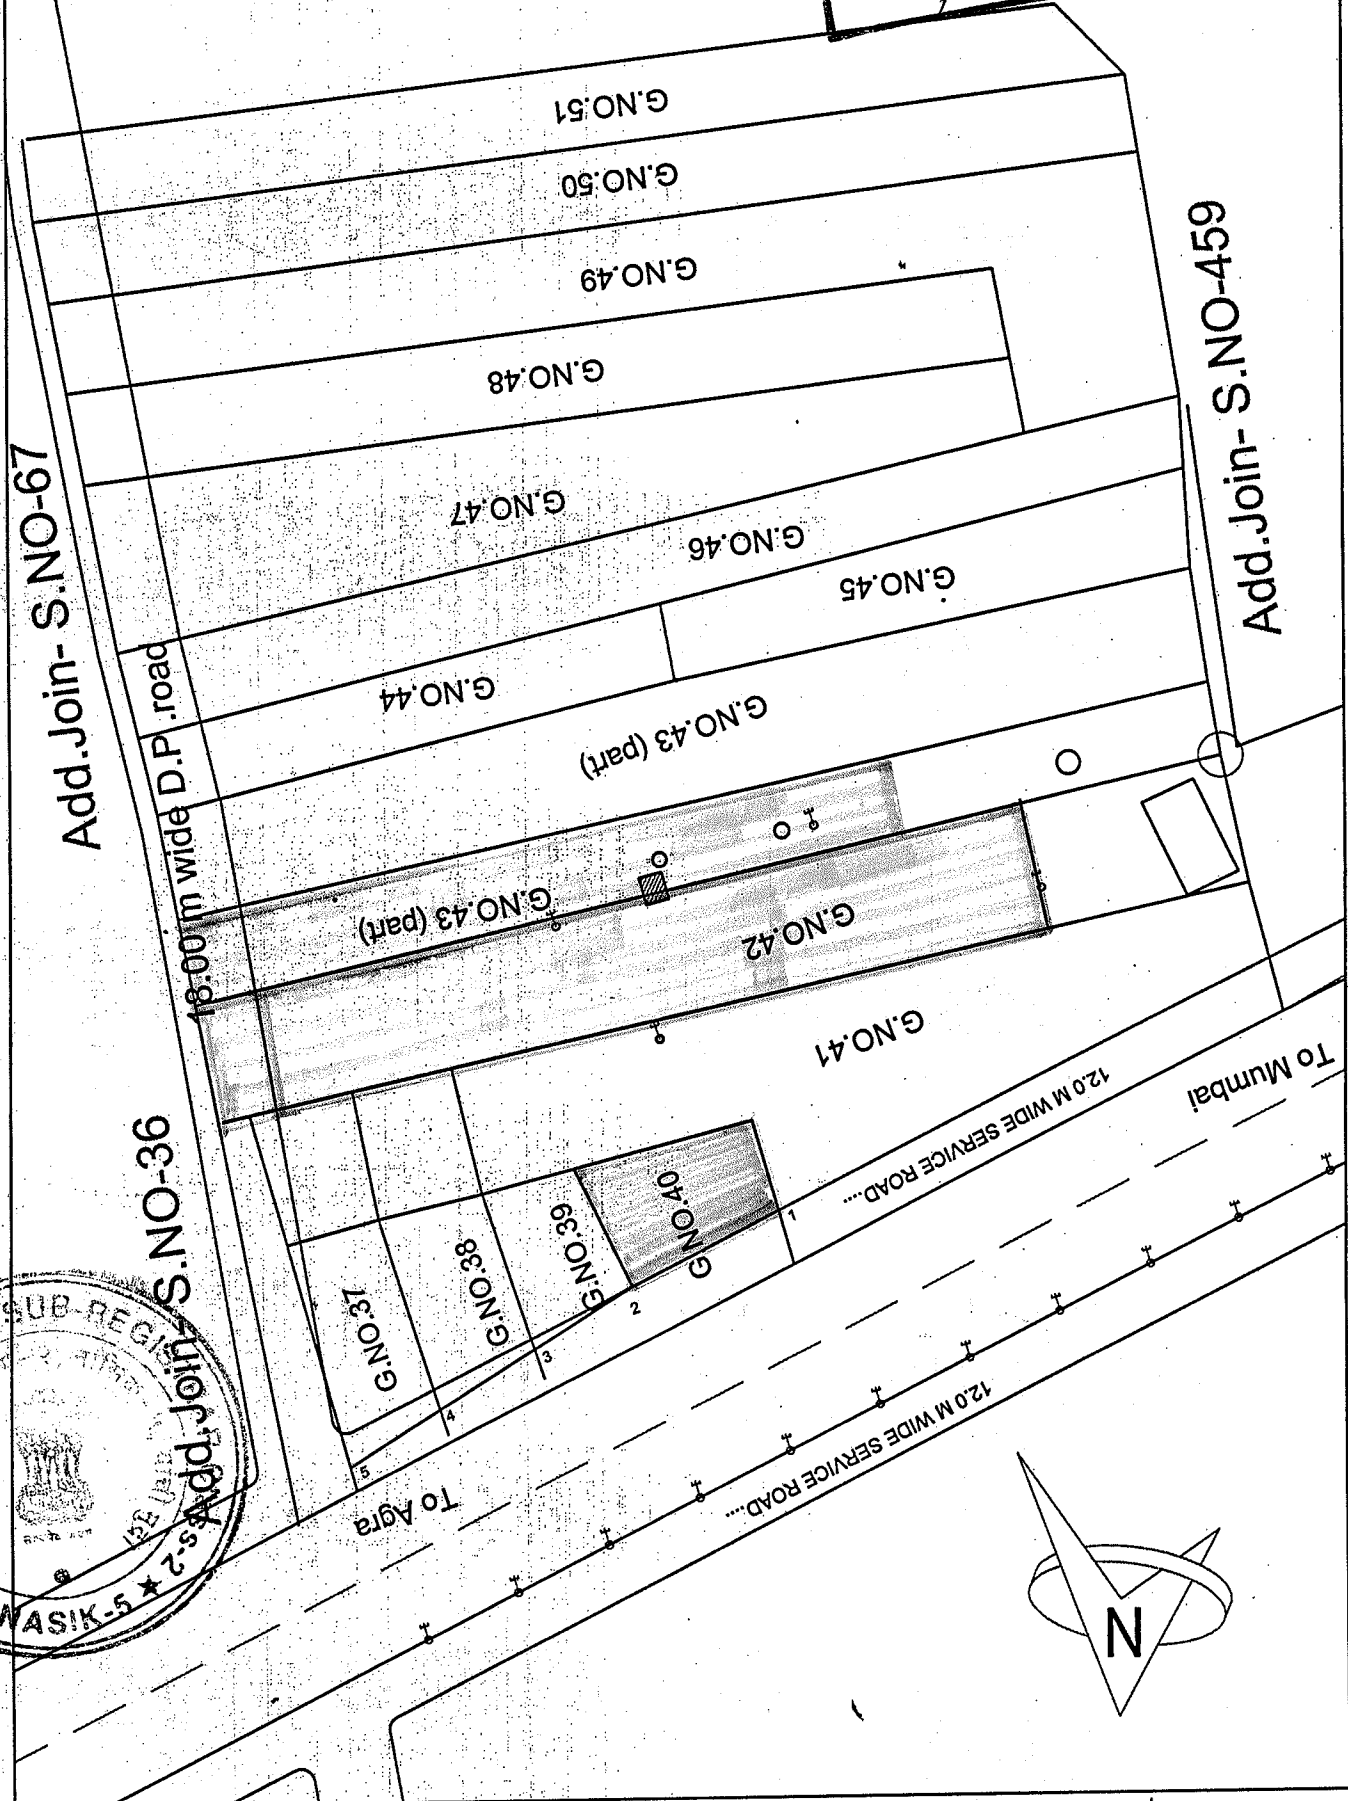 G.NO.51
G.NO.50
G.NO.49
G.NO.48
G.NO.47
G.NO.46
G.NO.45
G.NO.44
G.NO.43 (part)
G.NO.43 (part)
G.NO.42
G.NO.41
G.NO.40
G.NO.39
G.NO.38
G.NO.37
Add.Join- S.NO-67
18.00 m wide D.P .road
Add.Join- S.NO-36
Add.Join- S.NO-459
12.0 M WIDE SERVICE ROAD....
To Mumbai
To Agra
12.0 M WIDE SERVICE ROAD....
1
2
3
4
5
N
SUB-REGIS
NASIK-5 ★